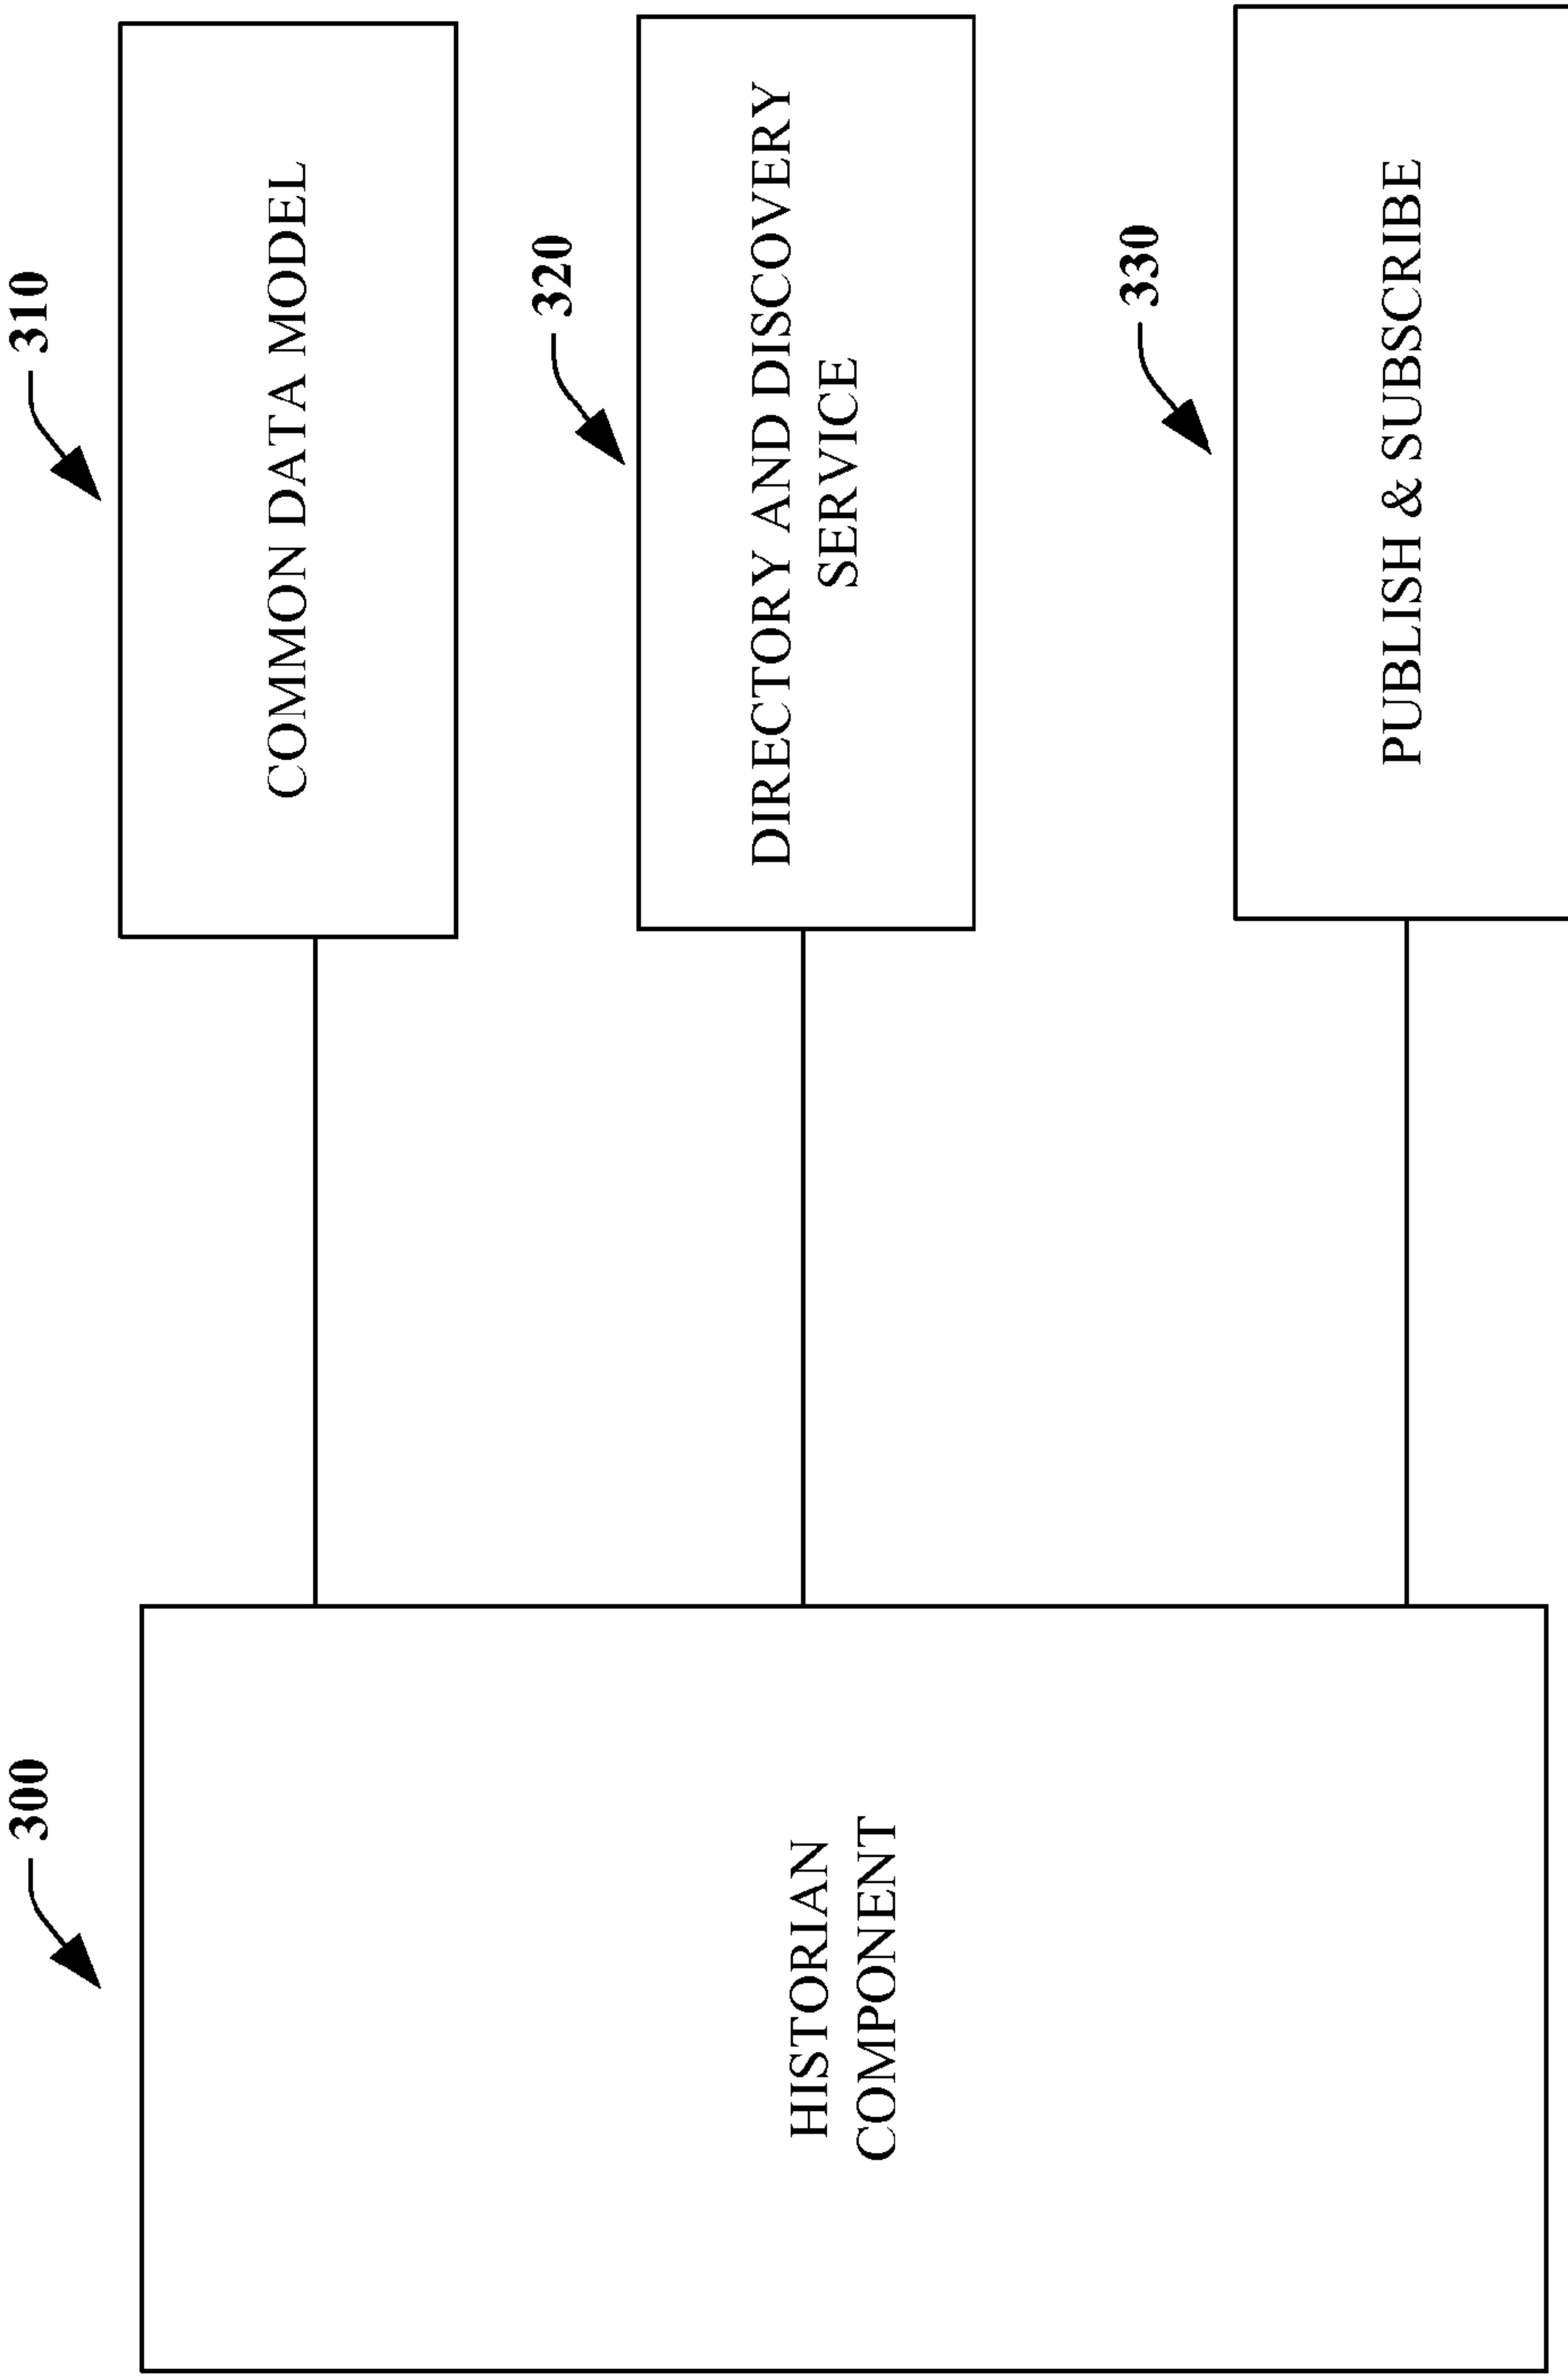 300
HISTORIAN
COMPONENT
310
COMMON DATA MODEL
320
DIRECTORY AND DISCOVERY
SERVICE
330
PUBLISH & SUBSCRIBE